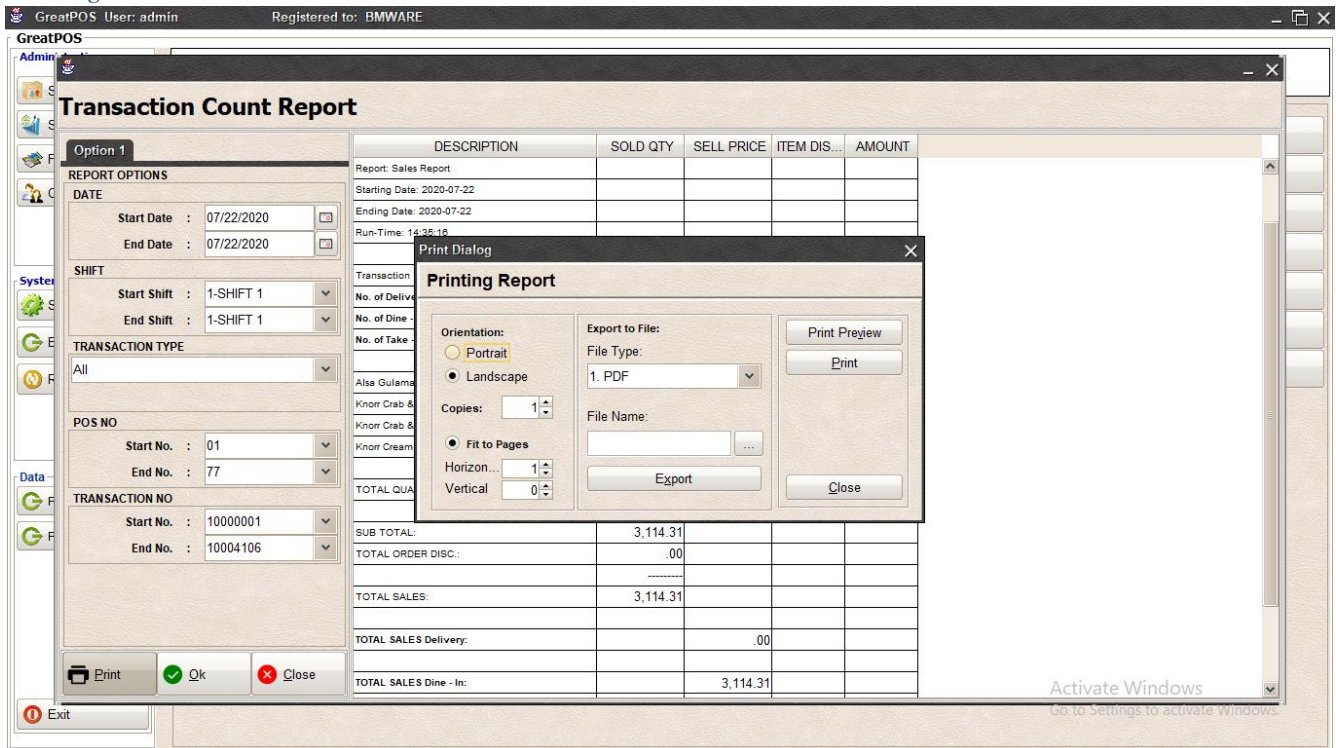 GreatPOS User: admin Registered to: BMWARE
GreatPOS
Transaction Count Report
Option 1
REPORT OPTIONS
DATE
Start Date : 07/22/2020
End Date : 07/22/2020
SHIFT
Start Shift : 1-SHIFT 1
End Shift : 1-SHIFT 1
TRANSACTION TYPE
All
POS NO
Start No. : 01
End No. : 77
TRANSACTION NO
Start No. : 10000001
End No. : 10004106
Print Ok Close
DESCRIPTION SOLD QTY SELL PRICE ITEM DIS... AMOUNT
Report: Sales Report
Starting Date: 2020-07-22
Ending Date: 2020-07-22
Run-Time: 14:35:16
Transaction
No. of Delive
No. of Dine -
No. of Take -
Alsa Gulama
Knorr Crab &
Knorr Crab &
Knorr Cream
TOTAL QUA
SUB TOTAL: 3,114.31
TOTAL ORDER DISC.: .00
---------
TOTAL SALES: 3,114.31
TOTAL SALES Delivery: .00
TOTAL SALES Dine - In: 3,114.31
Print Dialog
Printing Report
Orientation:
Portrait
Landscape
Copies: 1
Fit to Pages
Horizon... 1
Vertical 0
Export to File:
File Type:
1. PDF
File Name:
...
Export
Print Preview
Print
Close
Data
Exit
Activate Windows
Go to Settings to activate Windows.